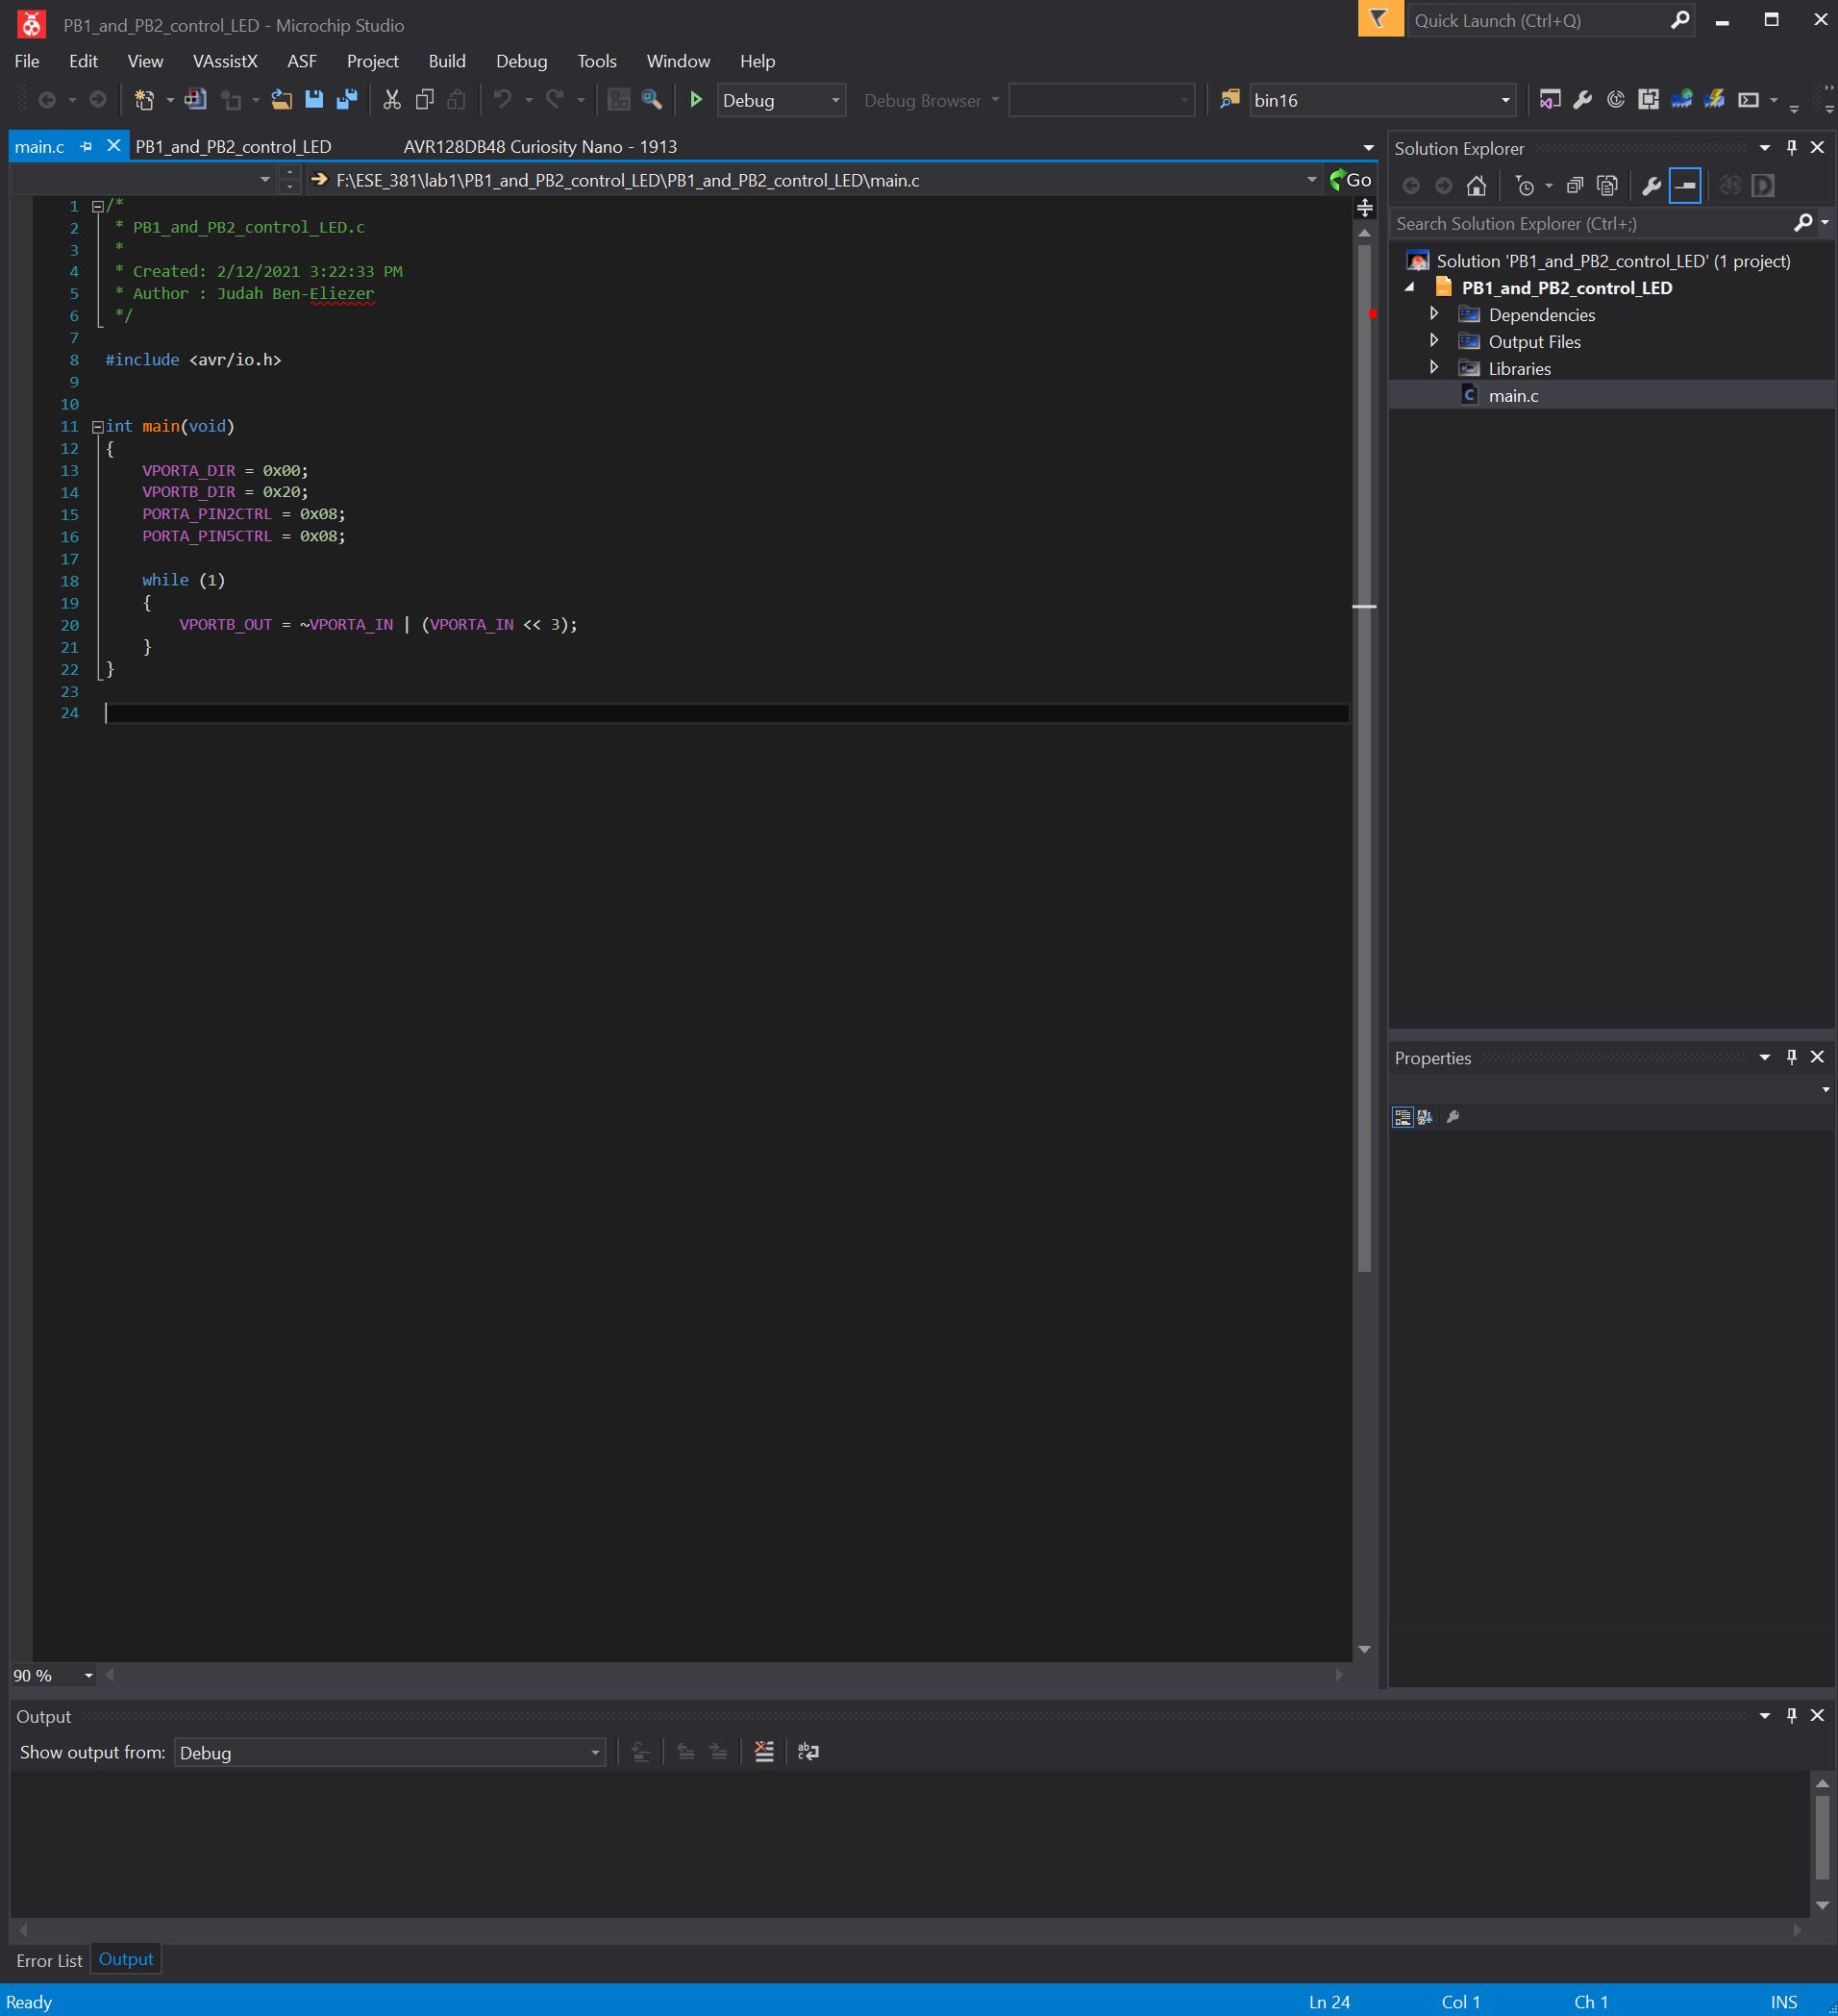 PB1_and_PB2_control_LED - Microchip Studio
Quick Launch (Ctrl+Q)
File Edit View VAssistX ASF Project Build Debug Tools Window Help
Debug Debug Browser bin16
main.c PB1_and_PB2_control_LED AVR128DB48 Curiosity Nano - 1913
F:\ESE_381\lab1\PB1_and_PB2_control_LED\PB1_and_PB2_control_LED\main.c Go
1 /*
2 * PB1_and_PB2_control_LED.c
3 *
4 * Created: 2/12/2021 3:22:33 PM
5 * Author : Judah Ben-Eliezer
6 */
7
8 #include <avr/io.h>
9
10
11 int main(void)
12 {
13 VPORTA_DIR = 0x00;
14 VPORTB_DIR = 0x20;
15 PORTA_PIN2CTRL = 0x08;
16 PORTA_PIN5CTRL = 0x08;
17
18 while (1)
19 {
20 VPORTB_OUT = ~VPORTA_IN | (VPORTA_IN << 3);
21 }
22 }
23
24
90 %
Solution Explorer
Search Solution Explorer (Ctrl+;)
Solution 'PB1_and_PB2_control_LED' (1 project)
PB1_and_PB2_control_LED
Dependencies
Output Files
Libraries
main.c
Properties
Output
Show output from: Debug
Error List Output
Ready Ln 24 Col 1 Ch 1 INS